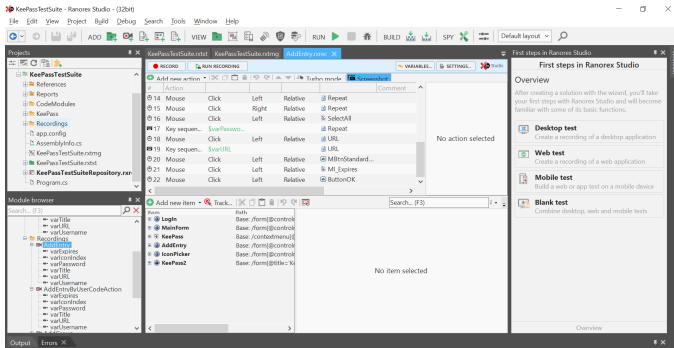 KeePassTestSuite - Ranorex Studio - (32bit)
File Edit View Project Build Debug Search Tools Window Help
ADD VIEW RUN BUILD SPY Default layout
Projects
KeePassTestSuite
References
Reports
CodeModules
KeePass
Recordings
app.config
AssemblyInfo.cs
KeePassTestSuite.rxtmg
KeePassTestSuite.rxtst
KeePassTestSuiteRepository.rxr
Program.cs
Module browser
Search... (F3)
varTitle
varURL
varUsername
Recordings
AddEntry
varExpires
varIconIndex
varPassword
varTitle
varURL
varUsername
AddEntryByUserCodeAction
varExpires
varIconIndex
varPassword
varTitle
varURL
varUsername
KeePassTestSuite.rxtst KeePassTestSuite.rxtmg AddEntry.rxrec
RECORD RUN RECORDING VARIABLES... SETTINGS... Studio
Add new action Turbo mode Screenshot
# Action Comment
14 Mouse Click Left Relative Repeat
15 Mouse Click Right Relative Repeat
16 Mouse Click Left Relative SelectAll
17 Key sequen... $varPasswo... Repeat
18 Mouse Click Left Relative URL
19 Key sequen... $varURL URL
20 Mouse Click Left Relative MBtnStandard...
21 Mouse Click Left Relative MI_Expires
22 Mouse Click Left Relative ButtonOK
No action selected
Add new item Track... Search... (F3)
Item Path
LogIn Base: /form[@controln
MainForm Base: /form[@controln
KeePass Base: /contextmenu[@
AddEntry Base: /form[@controln
IconPicker Base: /form[@controln
KeePass2 Base: /form[@title='Ke
No item selected
First steps in Ranorex Studio
First steps in Ranorex Studio
Overview
After creating a solution with the wizard, you'll take
your first steps with Ranorex Studio and will become
familiar with some of its basic functions.
Desktop test
Create a recording of a desktop application
Web test
Create a recording of a web application
Mobile test
Build a web or app test on a mobile device
Blank test
Combine desktop, web and mobile tests
Overview
Output Errors